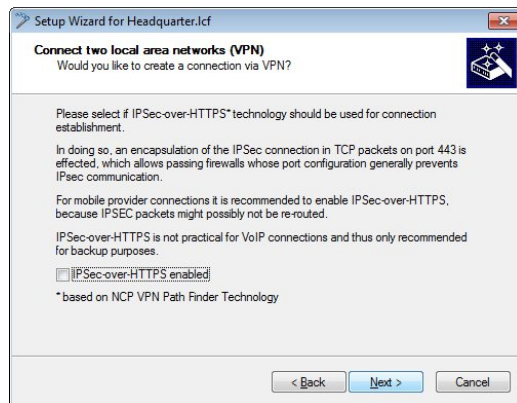 Setup Wizard for Headquarter.lcf
Connect two local area networks (VPN)
Would you like to create a connection via VPN?
Please select if IPSec-over-HTTPS* technology should be used for connection
establishment.
In doing so, an encapsulation of the IPSec connection in TCP packets on port 443 is
effected, which allows passing firewalls whose port configuration generally prevents
IPsec communication.
For mobile provider connections it is recommended to enable IPSec-over-HTTPS,
because IPSEC packets might possibly not be re-routed.
IPSec-over-HTTPS is not practical for VoIP connections and thus only recommended
for backup purposes.
IPSec-over-HTTPS enabled
* based on NCP VPN Path Finder Technology
< Back Next > Cancel